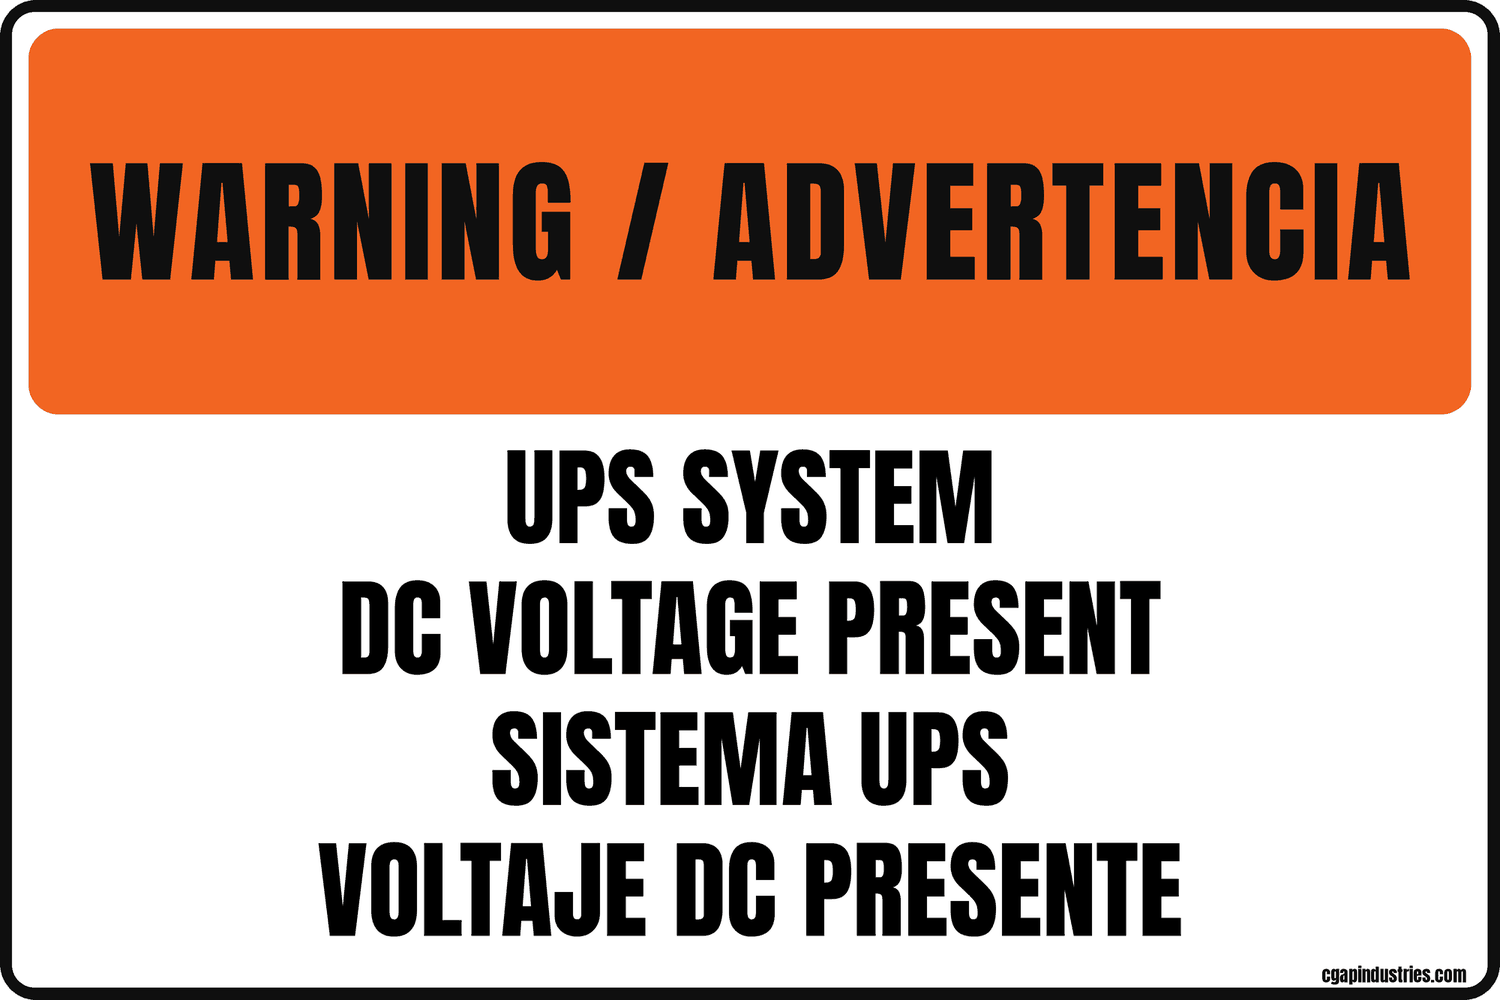 WARNING / ADVERTENCIA
UPS SYSTEM
DC VOLTAGE PRESENT
SISTEMA UPS
VOLTAJE DC PRESENTE
cgapindustries.com